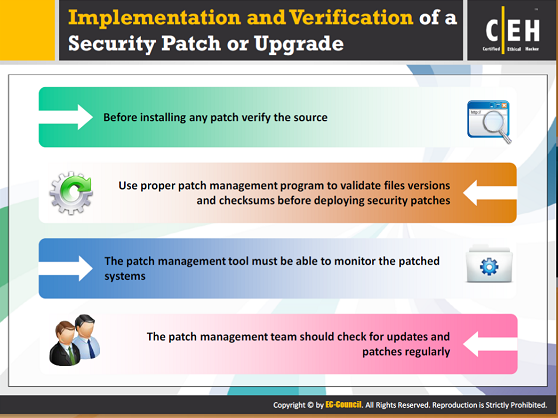 Implementation and Verification of a
Security Patch or Upgrade
C|EH
Certified Ethical Hacker
Before installing any patch verify the source
http://
Use proper patch management program to validate files versions
and checksums before deploying security patches
The patch management tool must be able to monitor the patched
systems
The patch management team should check for updates and
patches regularly
Copyright © by EC-Council. All Rights Reserved. Reproduction is Strictly Prohibited.